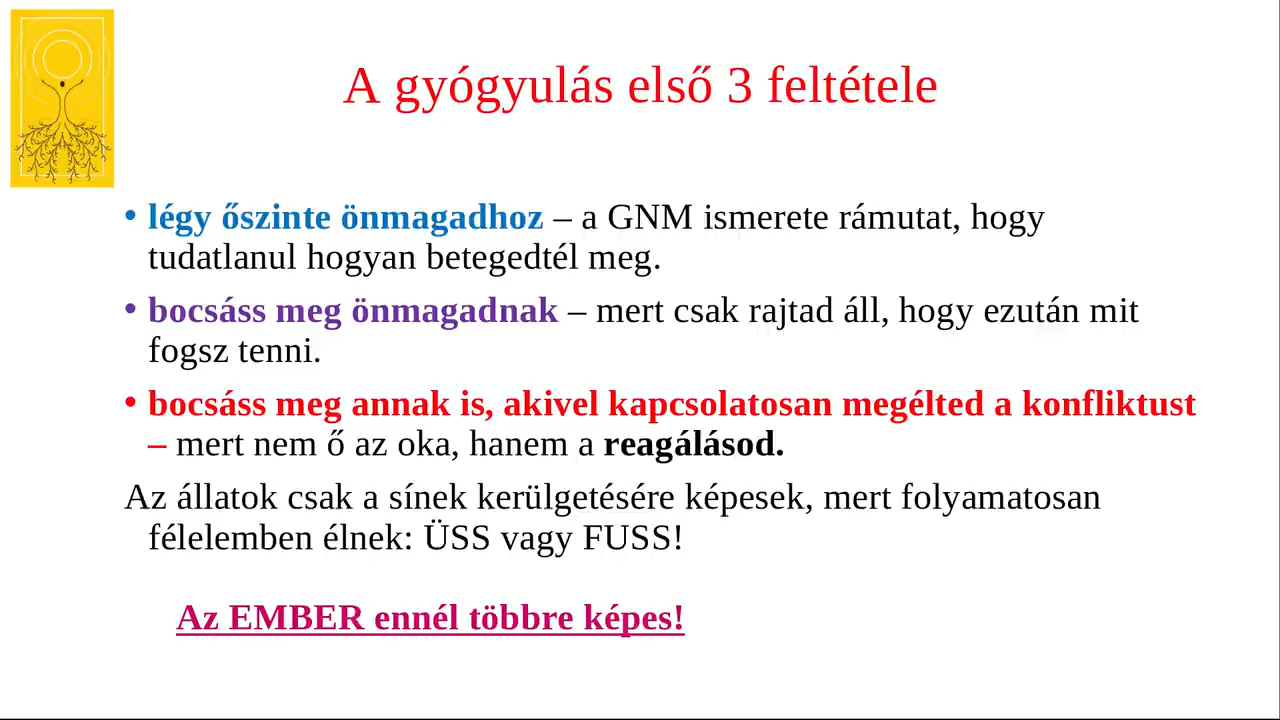 A gyógyulás első 3 feltétele
• légy őszinte önmagadhoz – a GNM ismerete rámutat, hogy
tudatlanul hogyan betegedtél meg.
• bocsáss meg önmagadnak – mert csak rajtad áll, hogy ezután mit
fogsz tenni.
• bocsáss meg annak is, akivel kapcsolatosan megélted a konfliktust
– mert nem ő az oka, hanem a reagálásod.
Az állatok csak a sínek kerülgetésére képesek, mert folyamatosan
félelemben élnek: ÜSS vagy FUSS!
Az EMBER ennél többre képes!